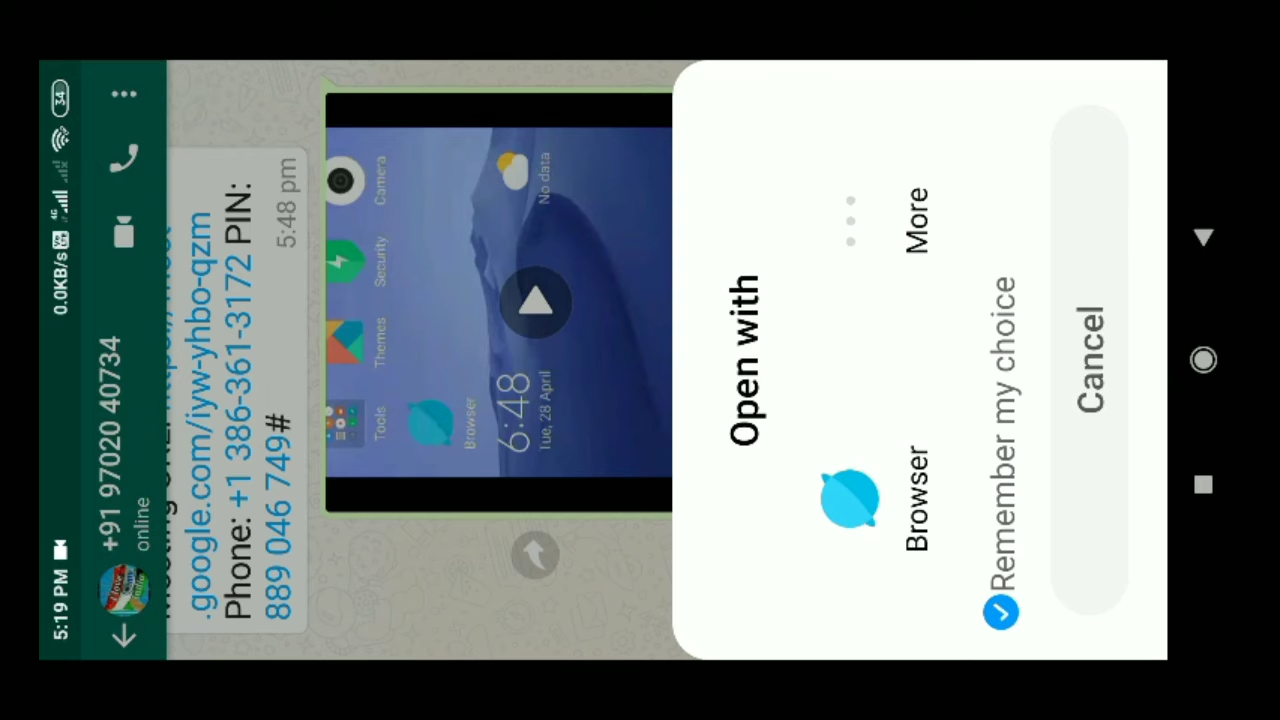 5:19 PM
0.0KB/s
4G
34
+91 97020 40734
online
.google.com/iyw-yhbo-qzm
Phone: +1 386-361-3172 PIN:
889 046 749#
5:48 pm
Tools
Themes
Security
Camera
Browser
6:48
Tue, 28 April
No data
Open with
Browser
More
Remember my choice
Cancel